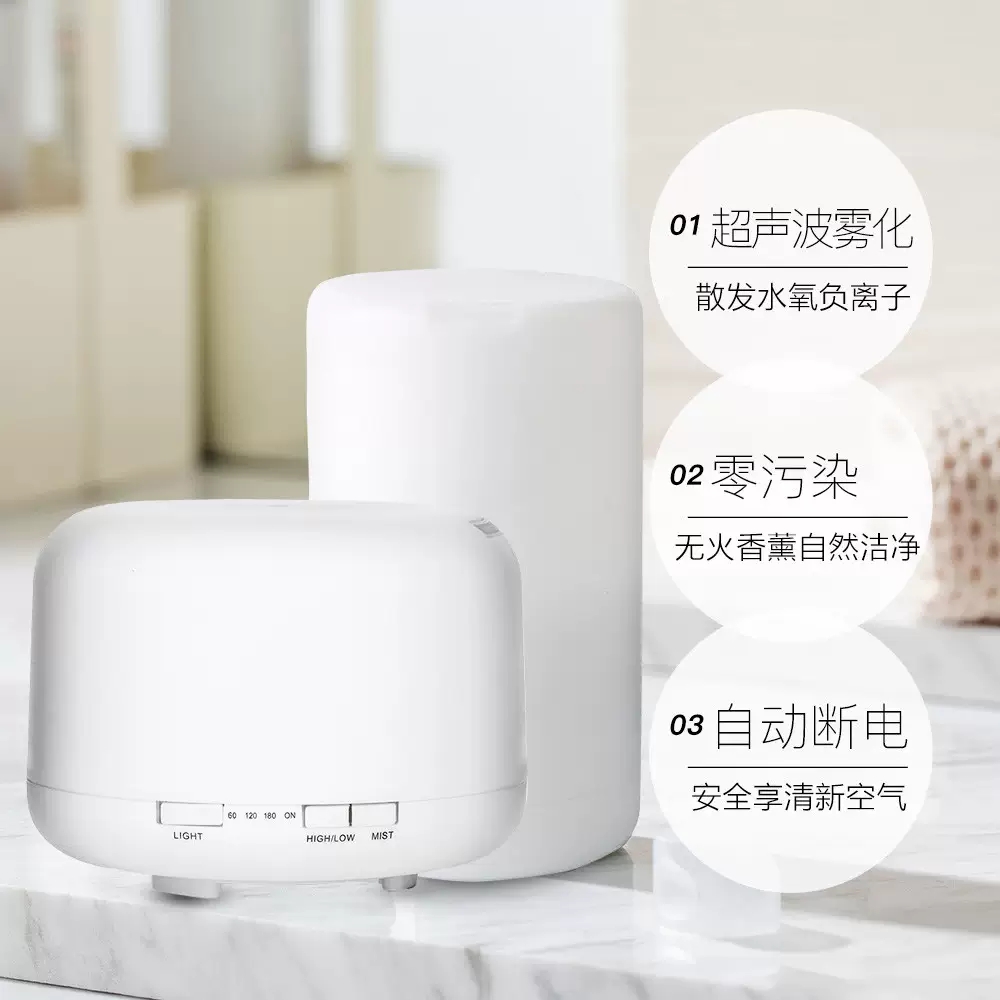 01 超声波雾化
散发水氧负离子
02 零污染
无火香薰自然洁净
03 自动断电
安全享清新空气
60 120 180 ON
LIGHT HIGH/LOW MIST